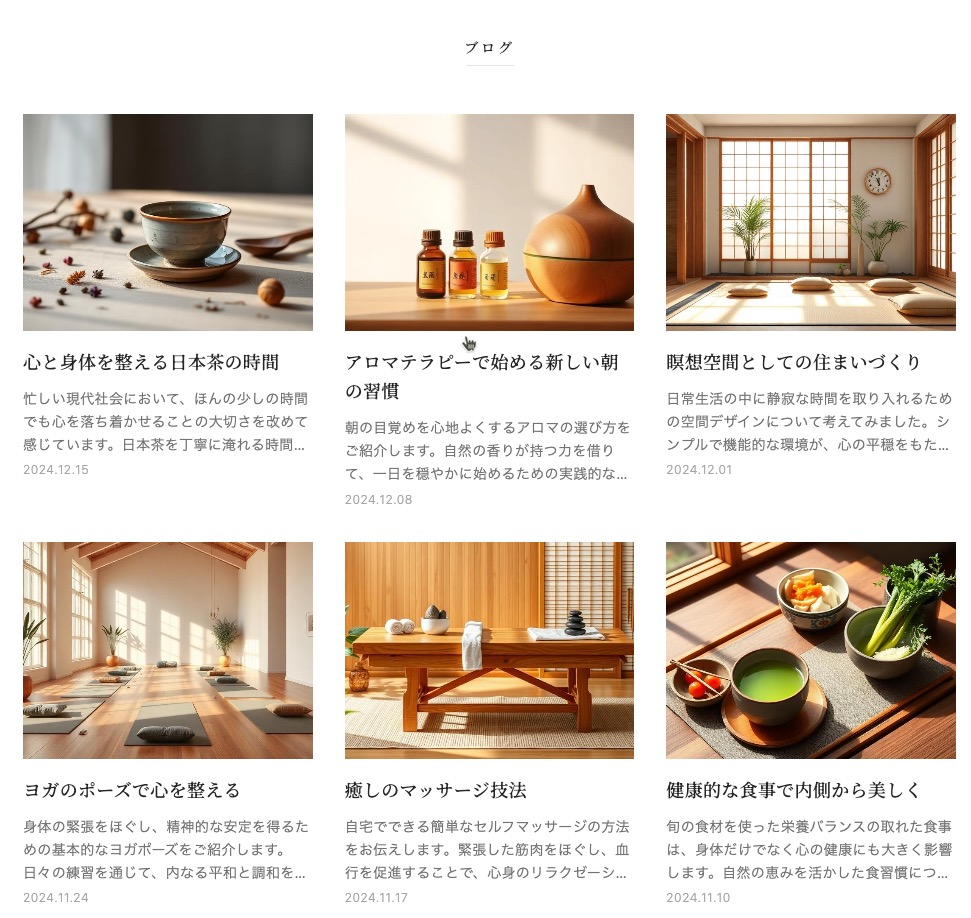 ブログ
心と身体を整える日本茶の時間
忙しい現代社会において、ほんの少しの時間
でも心を落ち着かせることの大切さを改めて
感じています。日本茶を丁寧に淹れる時間...
2024.12.15
アロマテラピーで始める新しい朝
の習慣
朝の目覚めを心地よくするアロマの選び方を
ご紹介します。自然の香りが持つ力を借り
て、一日を穏やかに始めるための実践的な...
2024.12.08
瞑想空間としての住まいづくり
日常生活の中に静寂な時間を取り入れるため
の空間デザインについて考えてみました。シ
ンプルで機能的な環境が、心の平穏をもた...
2024.12.01
ヨガのポーズで心を整える
身体の緊張をほぐし、精神的な安定を得るた
めの基本的なヨガポーズをご紹介します。
日々の練習を通じて、内なる平和と調和を...
2024.11.24
癒しのマッサージ技法
自宅でできる簡単なセルフマッサージの方法
をお伝えします。緊張した筋肉をほぐし、血
行を促進することで、心身のリラクゼーシ...
2024.11.17
健康的な食事で内側から美しく
旬の食材を使った栄養バランスの取れた食事
は、身体だけでなく心の健康にも大きく影響
します。自然の恵みを活かした食習慣につ...
2024.11.10